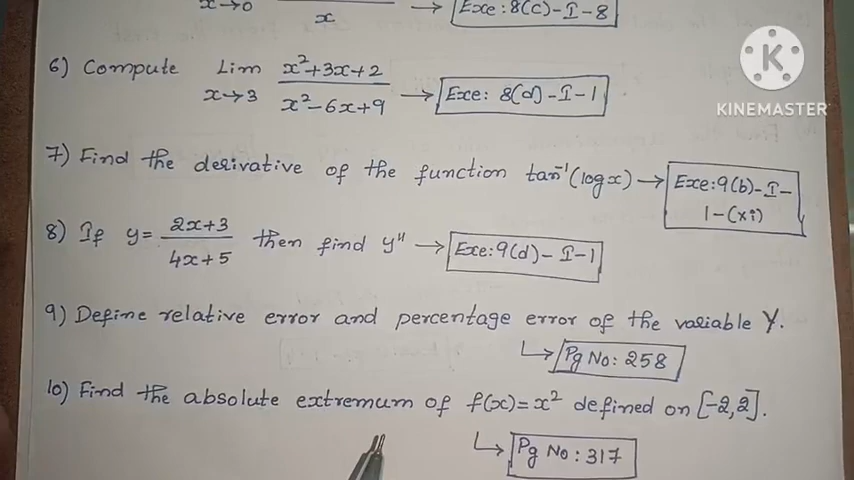 x→0 x → Exe: 8(c)-I-8
6) Compute Lim x→3 x²+3x+2 / x²-6x+9 → Exe: 8(d)-I-1
KINEMASTER
7) Find the derivative of the function tan⁻¹(logx) → Exe: 9(b)-I-
1-(xi)
8) If y = 2x+3 / 4x+5 then find y" → Exe: 9(d)-I-1
9) Define relative error and percentage error of the variable Y.
↳ Pg No: 258
10) Find the absolute extremum of f(x)=x² defined on [-2,2].
↳ Pg No: 317